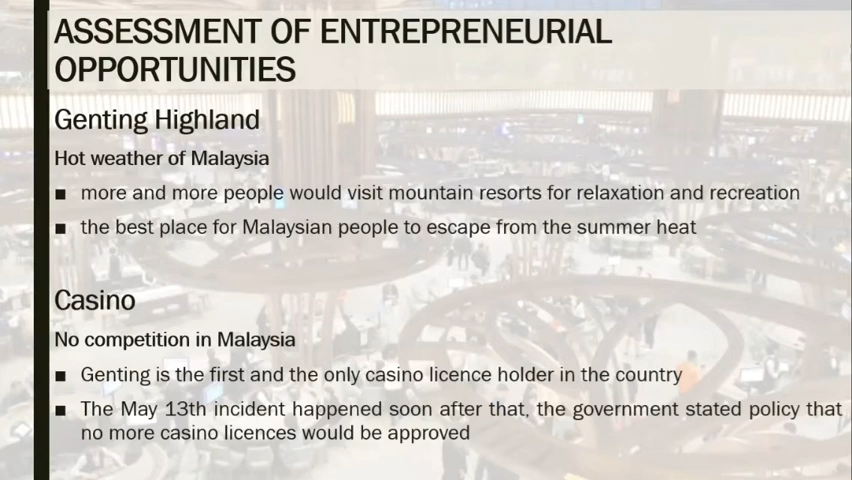 ASSESSMENT OF ENTREPRENEURIAL
OPPORTUNITIES
Genting Highland
Hot weather of Malaysia
■ more and more people would visit mountain resorts for relaxation and recreation
■ the best place for Malaysian people to escape from the summer heat
Casino
No competition in Malaysia
■ Genting is the first and the only casino licence holder in the country
■ The May 13th incident happened soon after that, the government stated policy that
no more casino licences would be approved